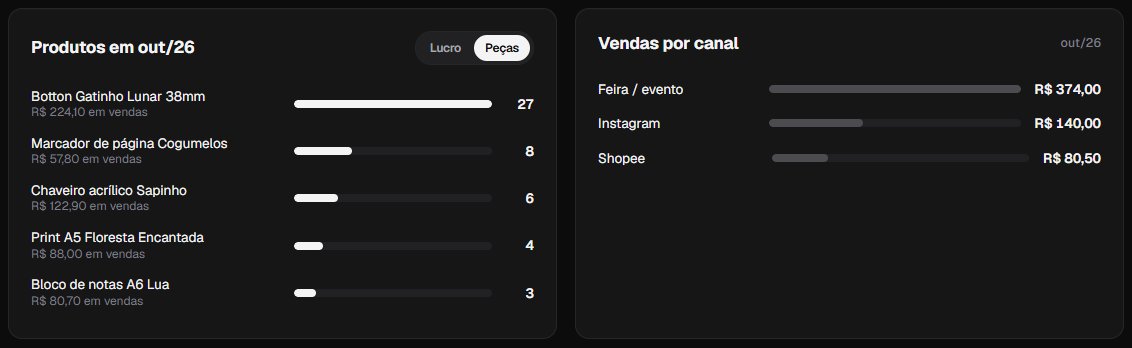 Produtos em out/26
Lucro Peças
Botton Gatinho Lunar 38mm
R$ 224,10 em vendas
27
Marcador de página Cogumelos
R$ 57,80 em vendas
8
Chaveiro acrílico Sapinho
R$ 122,90 em vendas
6
Print A5 Floresta Encantada
R$ 88,00 em vendas
4
Bloco de notas A6 Lua
R$ 80,70 em vendas
3
Vendas por canal
out/26
Feira / evento R$ 374,00
Instagram R$ 140,00
Shopee R$ 80,50